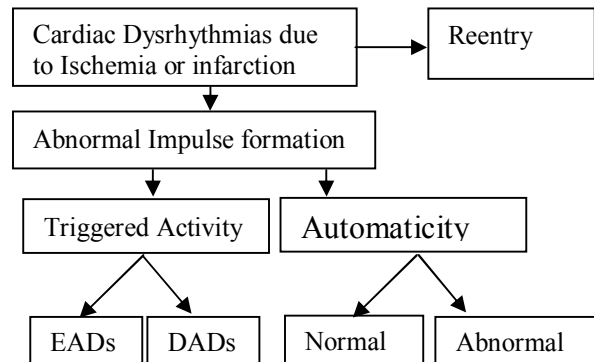 Cardiac Dysrhythmias due
to Ischemia or infarction
Reentry
Abnormal Impulse formation
Triggered Activity
Automaticity
EADs
DADs
Normal
Abnormal